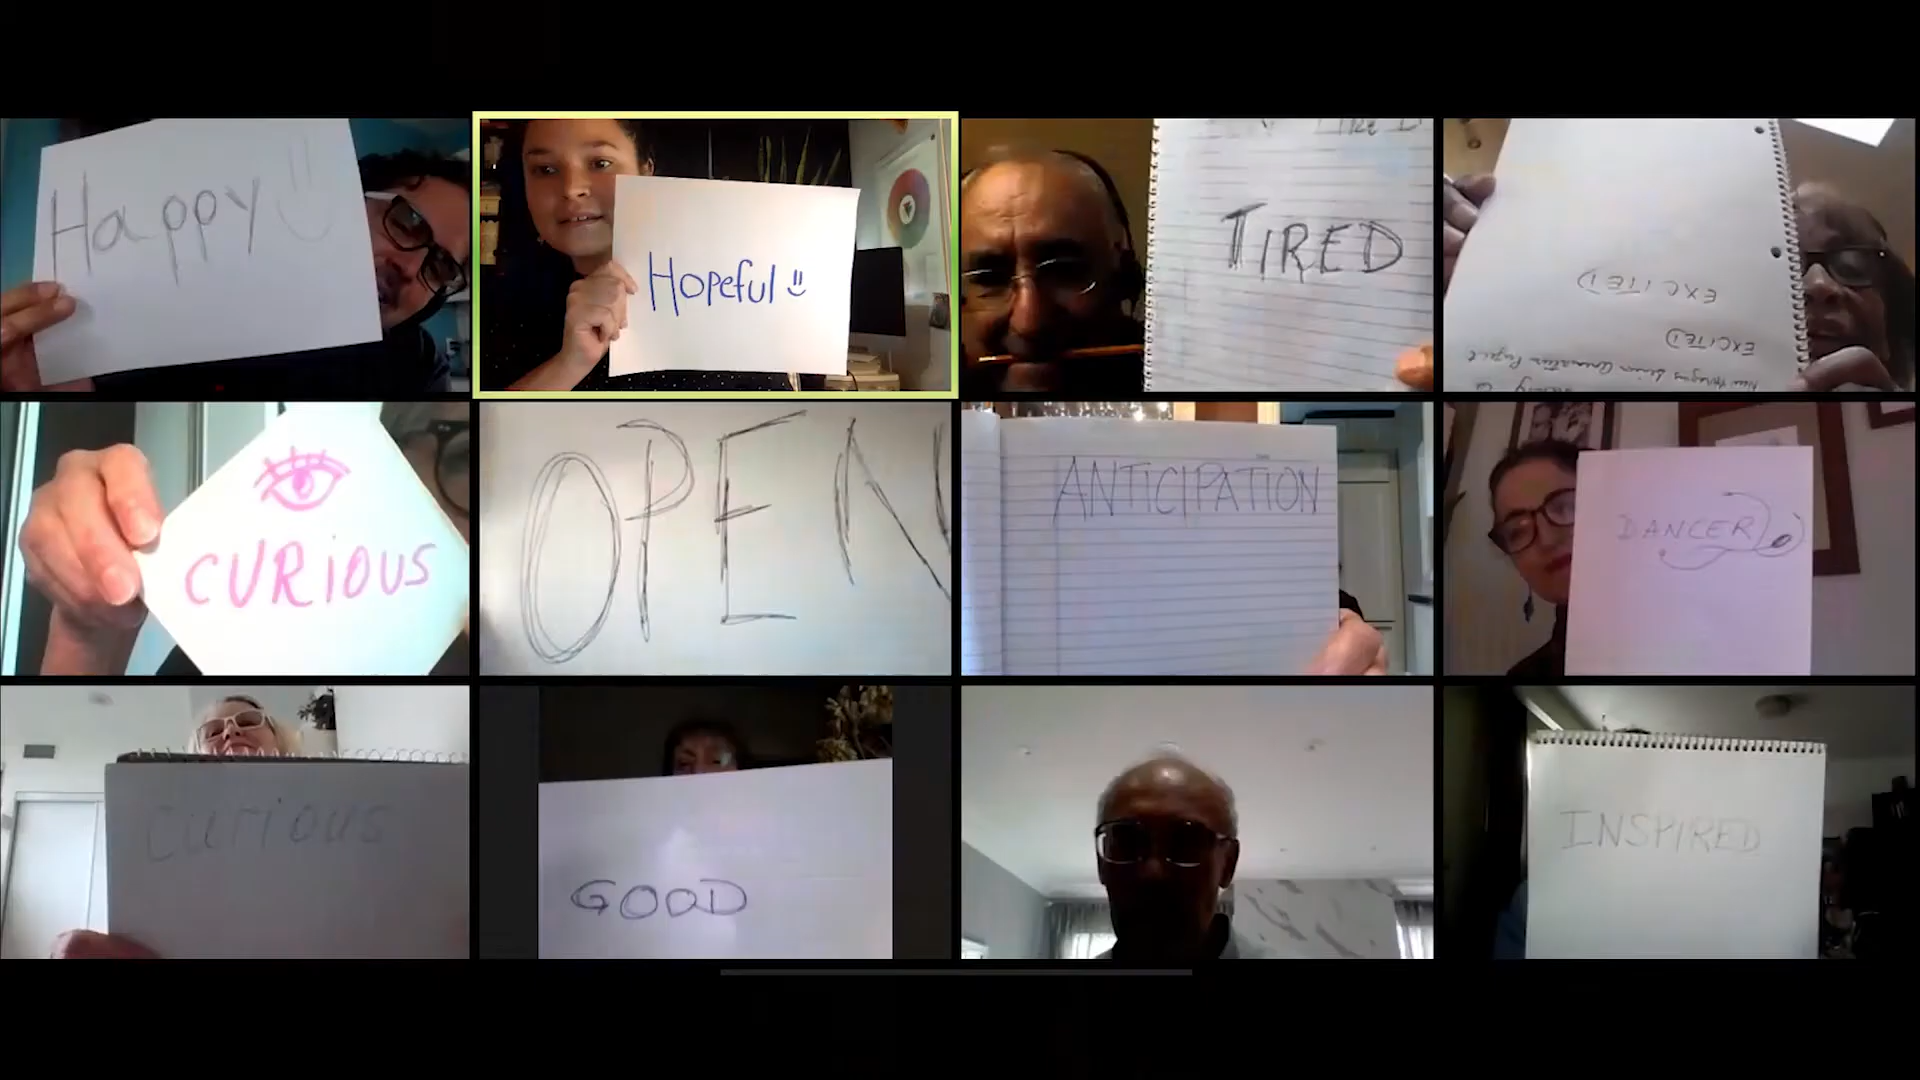 Happy
Hopeful
TIRED
EXCITED
EXCITED
CURiOUS
OPEN
ANTICIPATION
DANCER
Curious
GOOD
INSPIRED